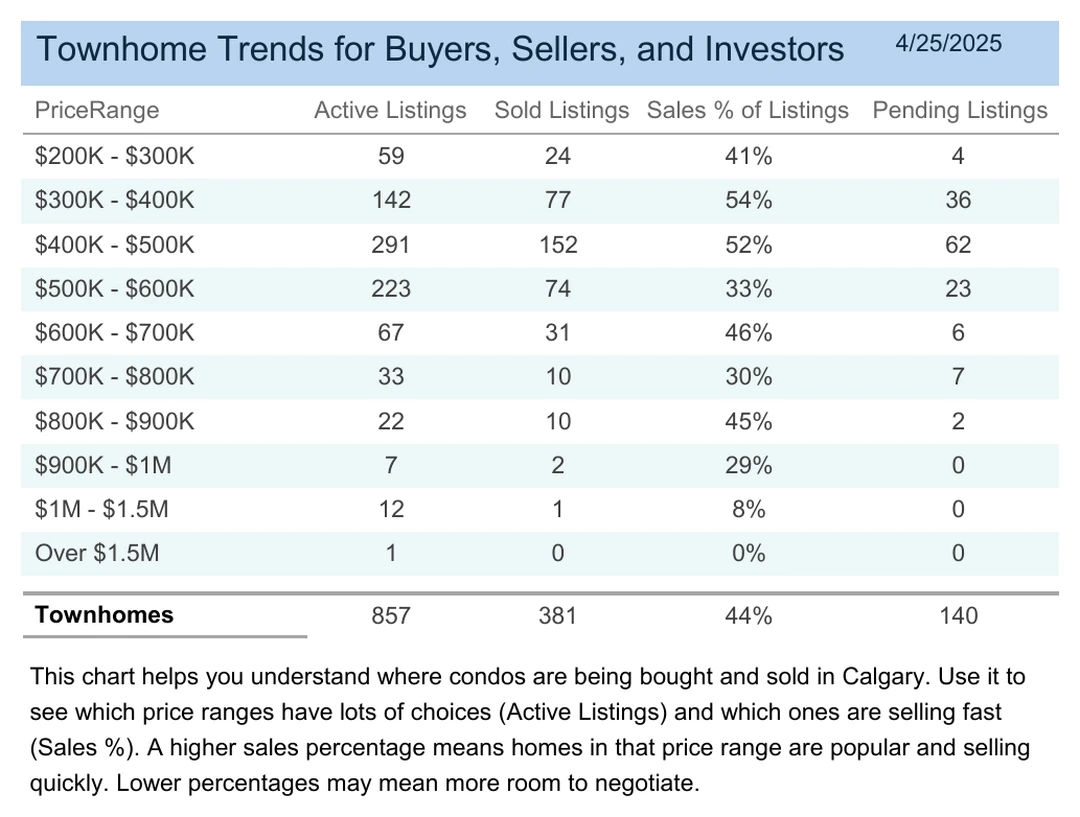 Townhome Trends for Buyers, Sellers, and Investors 4/25/2025
PriceRange Active Listings Sold Listings Sales % of Listings Pending Listings
$200K - $300K 59 24 41% 4
$300K - $400K 142 77 54% 36
$400K - $500K 291 152 52% 62
$500K - $600K 223 74 33% 23
$600K - $700K 67 31 46% 6
$700K - $800K 33 10 30% 7
$800K - $900K 22 10 45% 2
$900K - $1M 7 2 29% 0
$1M - $1.5M 12 1 8% 0
Over $1.5M 1 0 0% 0
Townhomes 857 381 44% 140
This chart helps you understand where condos are being bought and sold in Calgary. Use it to
see which price ranges have lots of choices (Active Listings) and which ones are selling fast
(Sales %). A higher sales percentage means homes in that price range are popular and selling
quickly. Lower percentages may mean more room to negotiate.